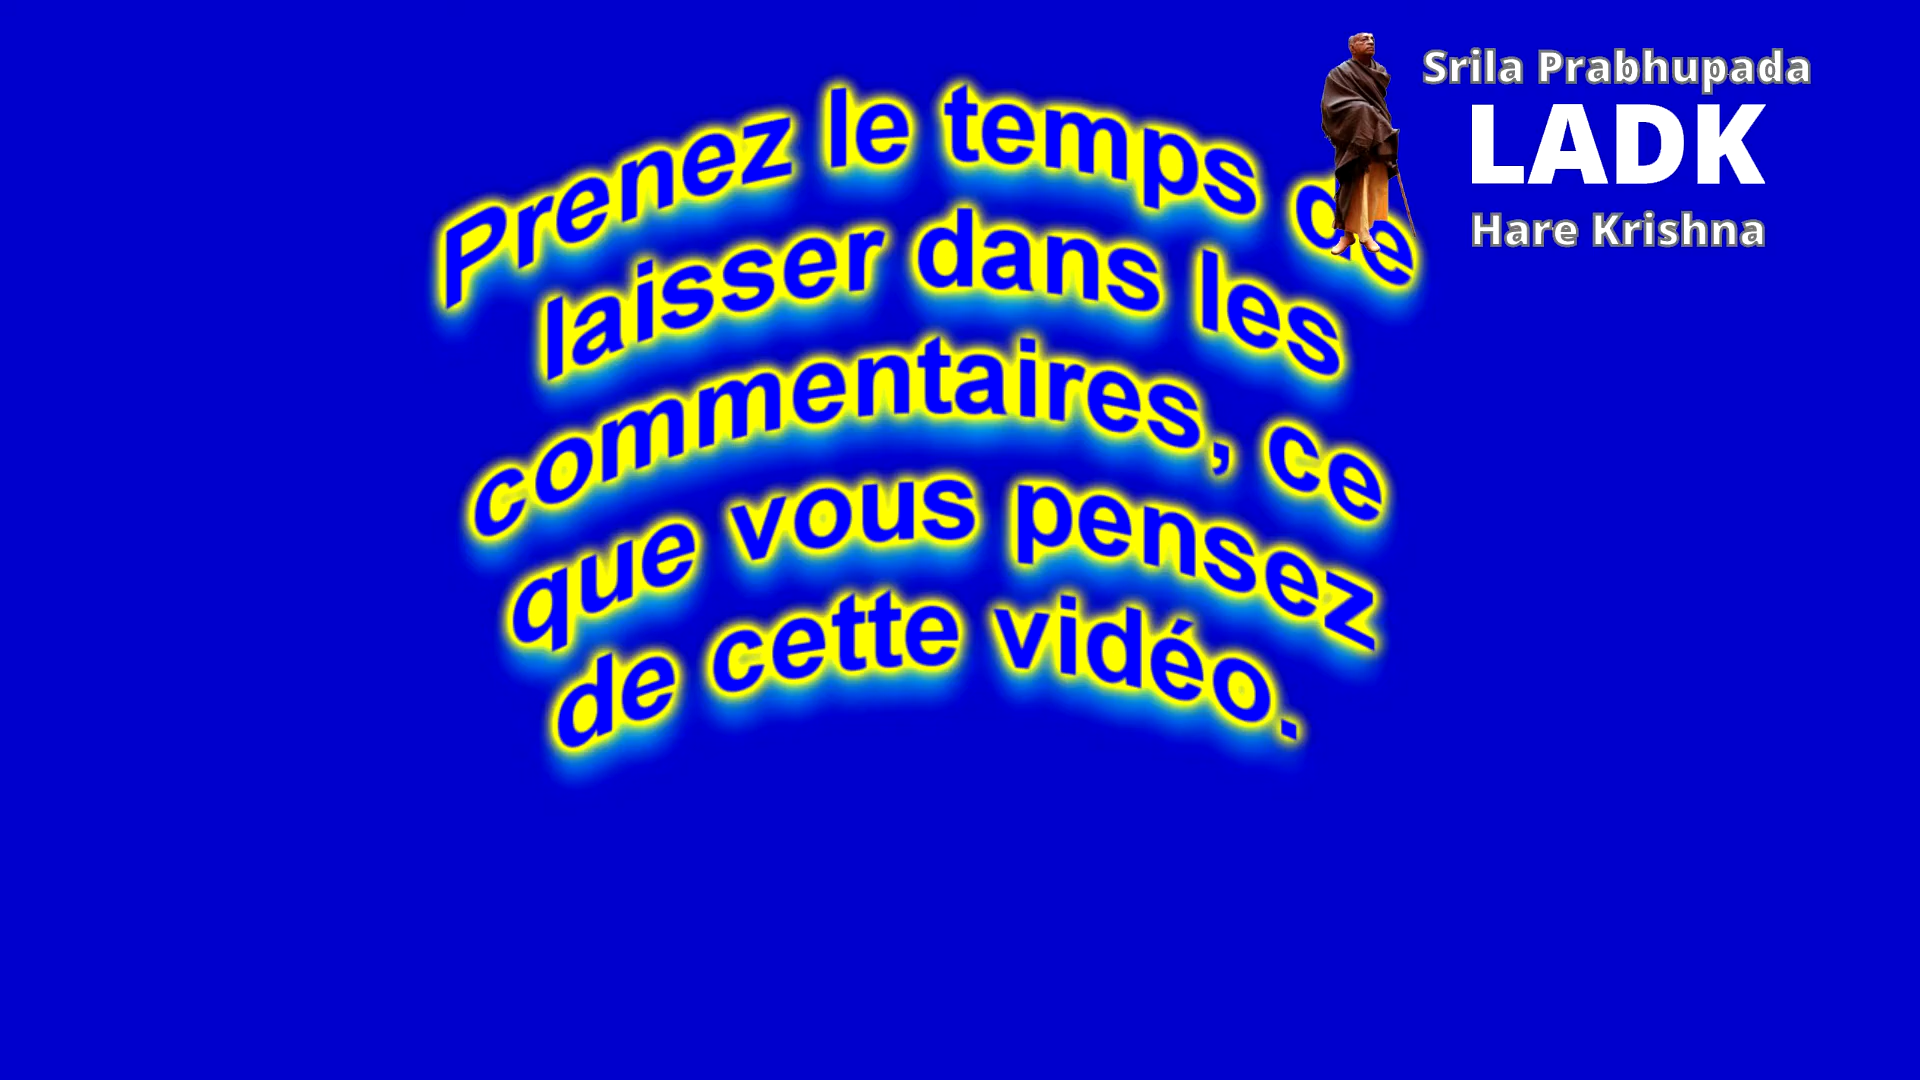 Prenez le temps de
laisser dans les
commentaires, ce
que vous pensez
de cette vidéo.
Srila Prabhupada
LADK
Hare Krishna